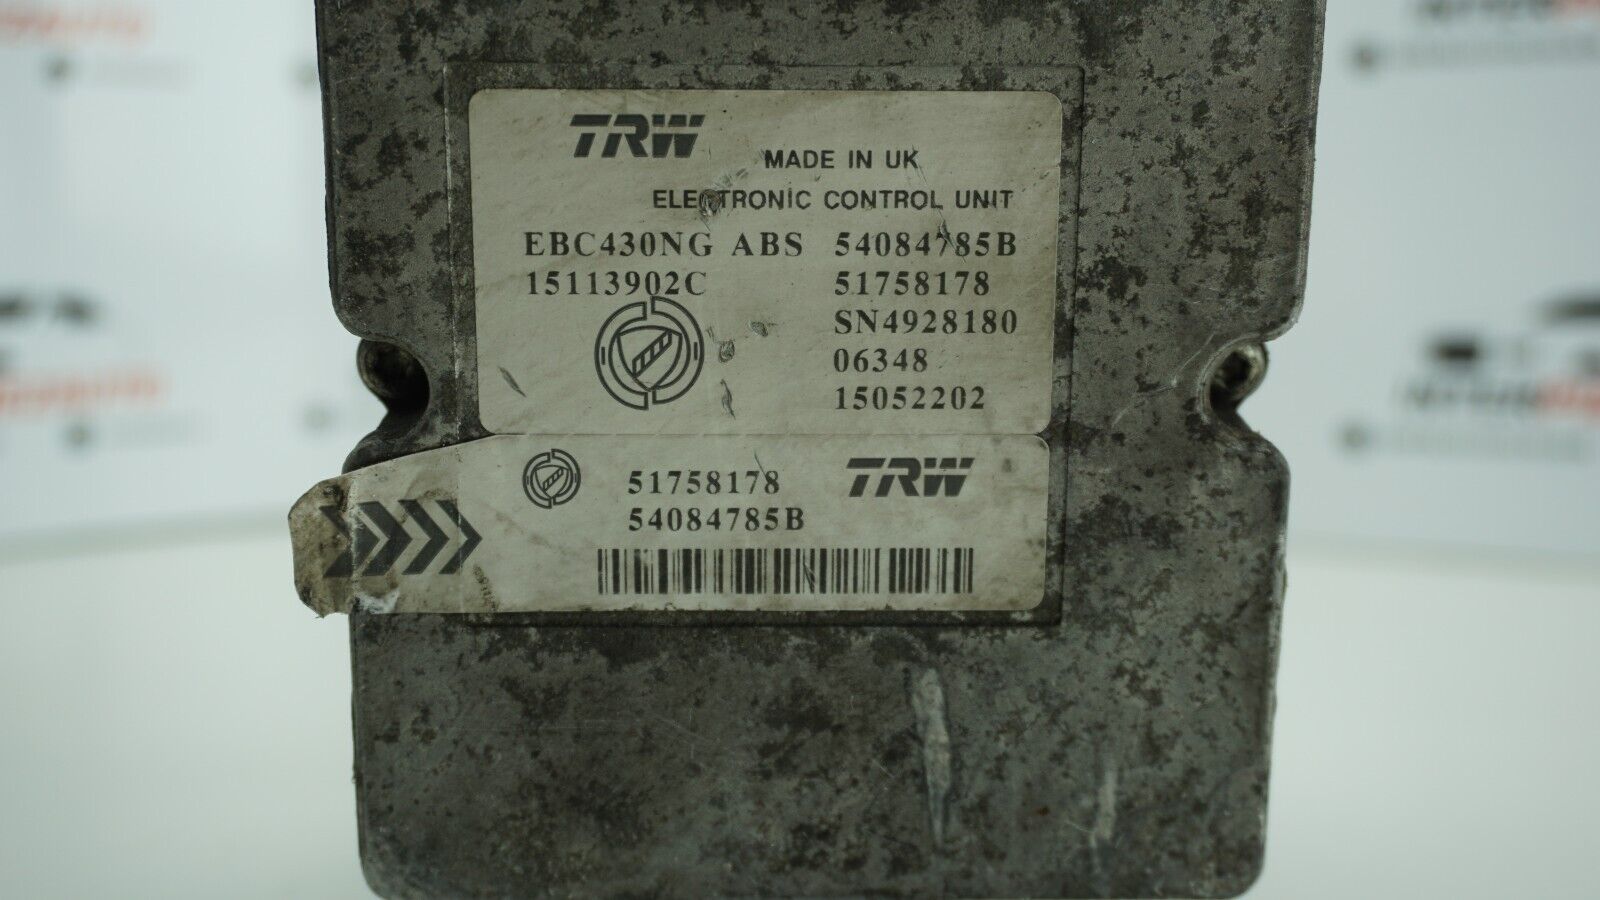 TRW
MADE IN UK
ELECTRONIC CONTROL UNIT
EBC430NG ABS 54084785B
15113902C 51758178
SN4928180
06348
15052202
51758178 TRW
54084785B